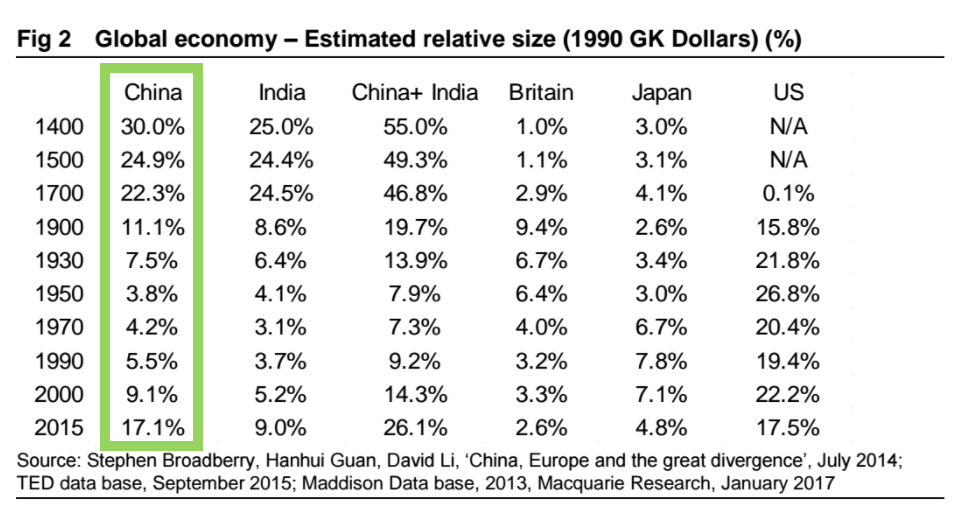 Fig 2 Global economy – Estimated relative size (1990 GK Dollars) (%)
China India China+ India Britain Japan US
1400 30.0% 25.0% 55.0% 1.0% 3.0% N/A
1500 24.9% 24.4% 49.3% 1.1% 3.1% N/A
1700 22.3% 24.5% 46.8% 2.9% 4.1% 0.1%
1900 11.1% 8.6% 19.7% 9.4% 2.6% 15.8%
1930 7.5% 6.4% 13.9% 6.7% 3.4% 21.8%
1950 3.8% 4.1% 7.9% 6.4% 3.0% 26.8%
1970 4.2% 3.1% 7.3% 4.0% 6.7% 20.4%
1990 5.5% 3.7% 9.2% 3.2% 7.8% 19.4%
2000 9.1% 5.2% 14.3% 3.3% 7.1% 22.2%
2015 17.1% 9.0% 26.1% 2.6% 4.8% 17.5%
Source: Stephen Broadberry, Hanhui Guan, David Li, ‘China, Europe and the great divergence’, July 2014;
TED data base, September 2015; Maddison Data base, 2013, Macquarie Research, January 2017